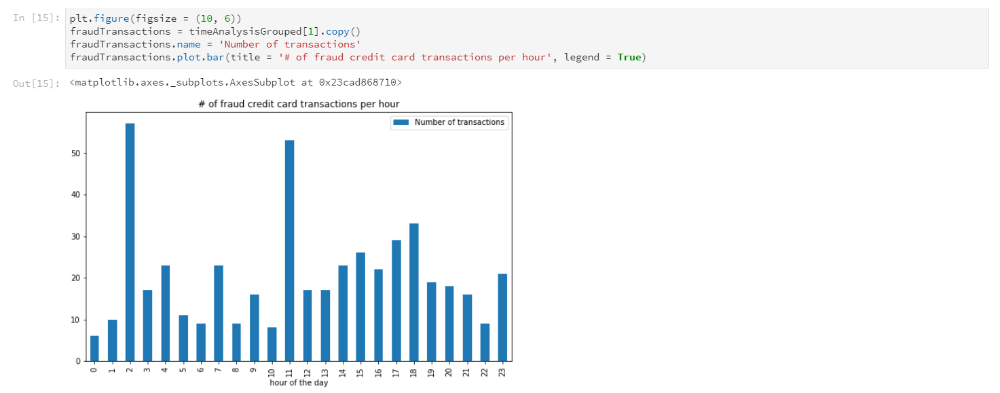 In [15]: plt.figure(figsize = (10, 6))
fraudTransactions = timeAnalysisGrouped[1].copy()
fraudTransactions.name = 'Number of transactions'
fraudTransactions.plot.bar(title = '# of fraud credit card transactions per hour', legend = True)
Out[15]: <matplotlib.axes._subplots.AxesSubplot at 0x23cad868710>
# of fraud credit card transactions per hour
Number of transactions
50
40
30
20
10
0
0 1 2 3 4 5 6 7 8 9 10 11 12 13 14 15 16 17 18 19 20 21 22 23
hour of the day